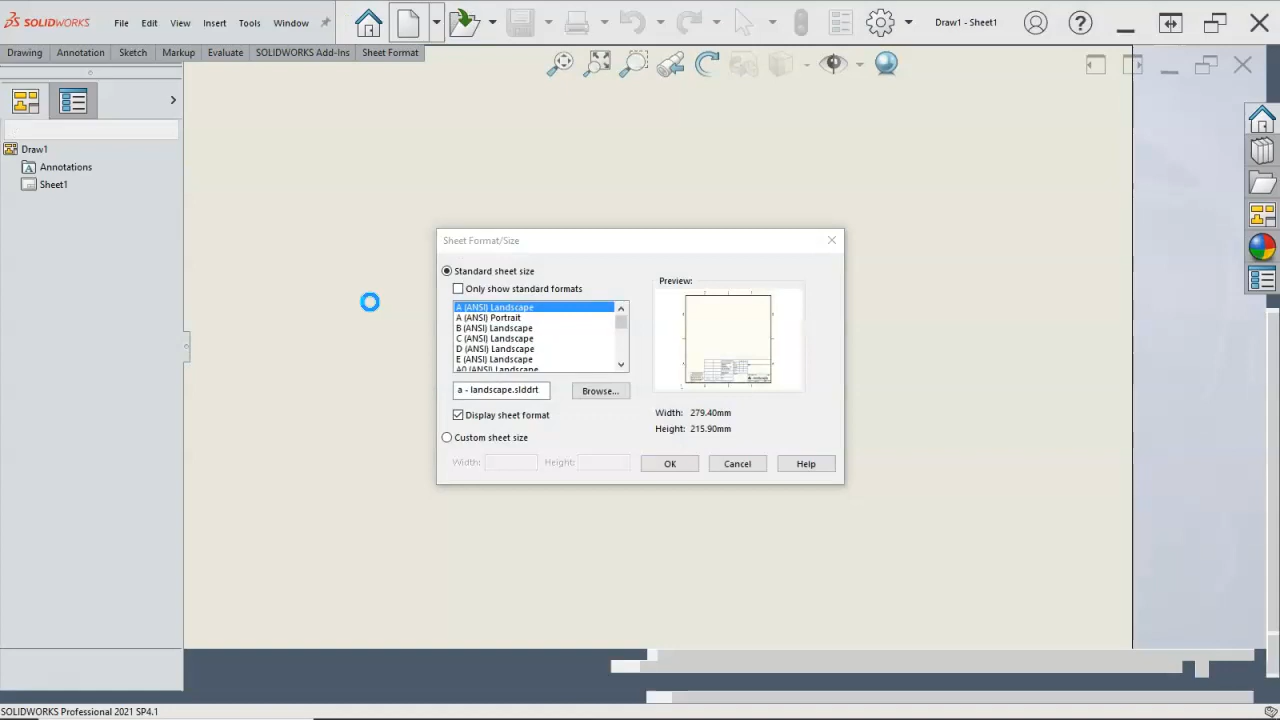 SOLIDWORKS File Edit View Insert Tools Window Draw1 - Sheet1
Drawing Annotation Sketch Markup Evaluate SOLIDWORKS Add-Ins Sheet Format
Draw1
Annotations
Sheet1
Sheet Format/Size
Standard sheet size
Only show standard formats
A (ANSI) Landscape
A (ANSI) Portrait
B (ANSI) Landscape
C (ANSI) Landscape
D (ANSI) Landscape
E (ANSI) Landscape
A0 (ANSI) Landscape
a - landscape.slddrt Browse...
Display sheet format
Custom sheet size
Width: Height:
Preview:
Width: 279.40mm
Height: 215.90mm
OK Cancel Help
SOLIDWORKS Professional 2021 SP4.1